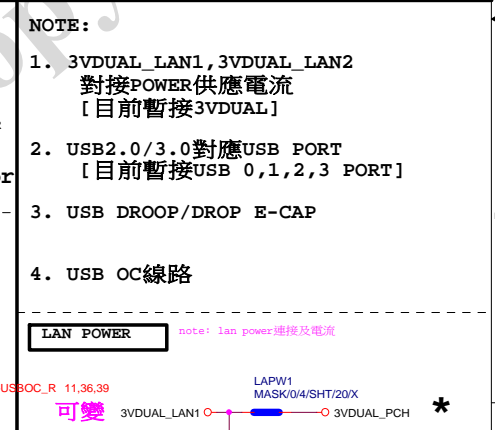 NOTE:
1. 3VDUAL_LAN1,3VDUAL_LAN2
對接POWER供應電流
[目前暫接3VDUAL]
2. USB2.0/3.0對應USB PORT
[目前暫接USB 0,1,2,3 PORT]
3. USB DROOP/DROP E-CAP
4. USB OC線路
LAN POWER
note: lan power連接及電流
USBOC_R 11,36,39
可變
LAPW1
MASK/0/4/SHT/20/X
3VDUAL_LAN1
3VDUAL_PCH
*